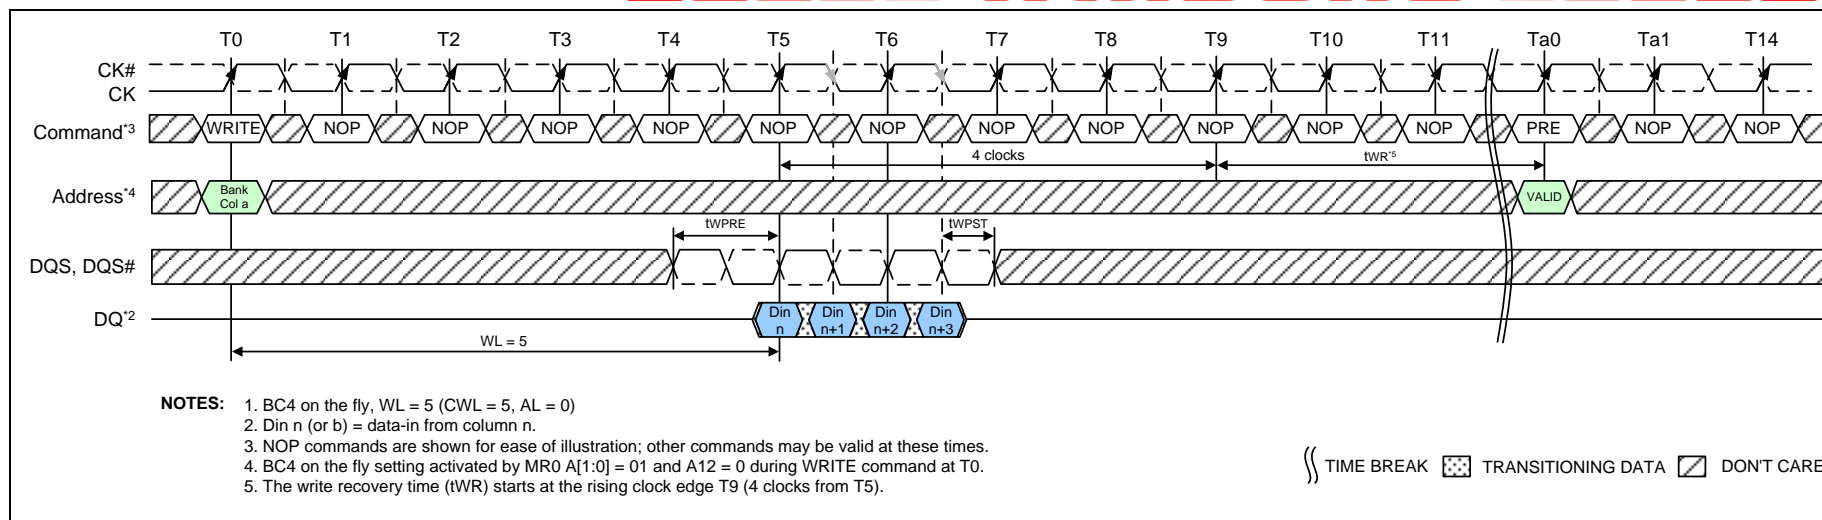 T0 T1 T2 T3 T4 T5 T6 T7 T8 T9 T10 T11 Ta0 Ta1 T14
CK#
CK
Command*3 WRITE NOP NOP NOP NOP NOP NOP NOP NOP NOP NOP NOP PRE NOP NOP
4 clocks tWR*5
Address*4 Bank Col a VALID
tWPRE tWPST
DQS, DQS#
DQ*2 Din n Din n+1 Din n+2 Din n+3
WL = 5
NOTES: 1. BC4 on the fly, WL = 5 (CWL = 5, AL = 0)
2. Din n (or b) = data-in from column n.
3. NOP commands are shown for ease of illustration; other commands may be valid at these times.
4. BC4 on the fly setting activated by MR0 A[1:0] = 01 and A12 = 0 during WRITE command at T0.
5. The write recovery time (tWR) starts at the rising clock edge T9 (4 clocks from T5).
TIME BREAK TRANSITIONING DATA DON'T CARE